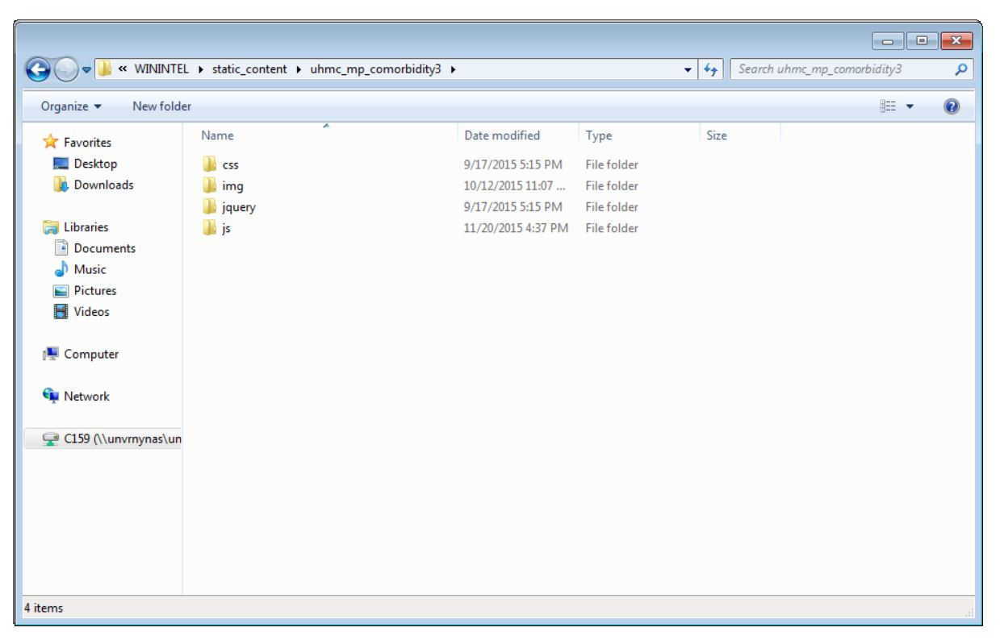 « WININTEL ▸ static_content ▸ uhmc_mp_comorbidity3 ▸ Search uhmc_mp_comorbidity3
Organize New folder
Name Date modified Type Size
Favorites
Desktop
Downloads
Libraries
Documents
Music
Pictures
Videos
Computer
Network
C159 (\\unvrnynas\un
css 9/17/2015 5:15 PM File folder
img 10/12/2015 11:07 ... File folder
jquery 9/17/2015 5:15 PM File folder
js 11/20/2015 4:37 PM File folder
4 items